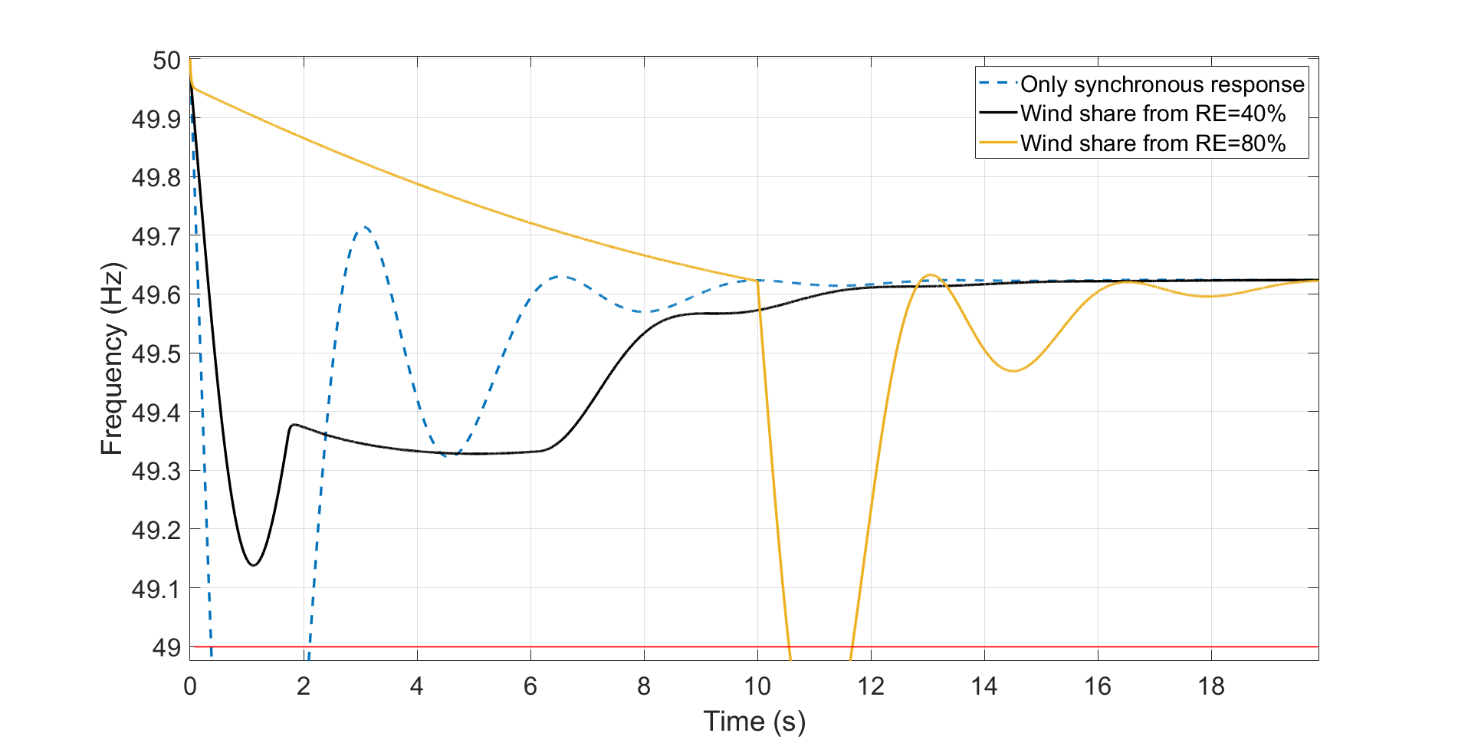 50
49.9
49.8
49.7
49.6
49.5
49.4
49.3
49.2
49.1
49
Frequency (Hz)
Only synchronous response
Wind share from RE=40%
Wind share from RE=80%
0 2 4 6 8 10 12 14 16 18
Time (s)